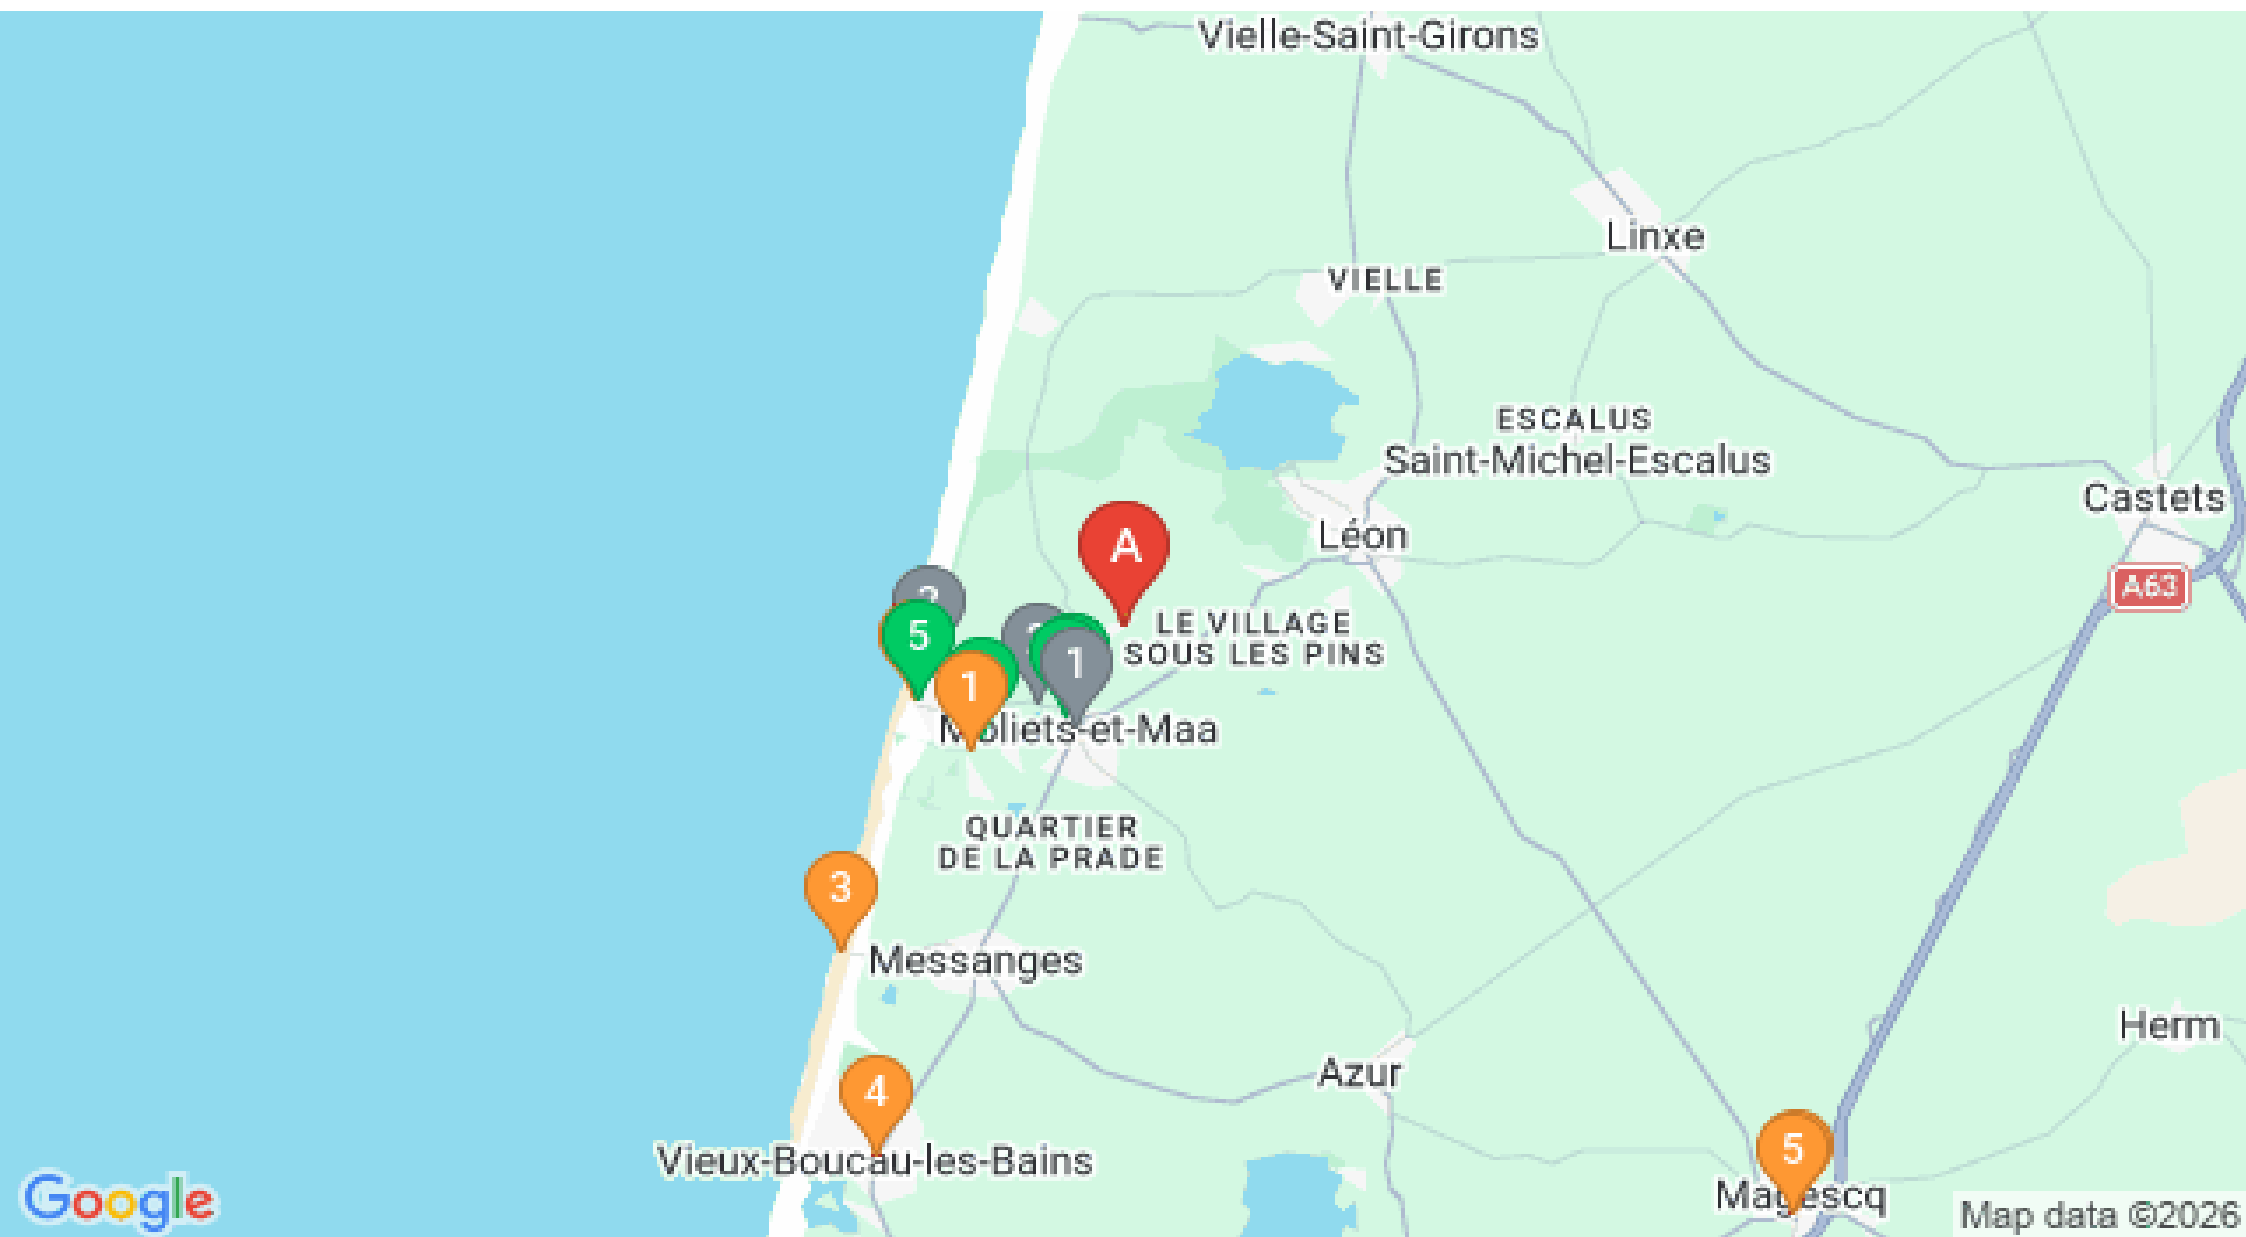 Vielle-Saint-Girons
Linxe
VIELLE
ESCALUS
Saint-Michel-Escalus
Castets
Léon
A
A63
LE VILLAGE
SOUS LES PINS
5
1
1
Moliets-et-Maa
QUARTIER
DE LA PRADE
3
Messanges
Herm
Azur
4
5
Vieux-Boucau-les-Bains
Magescq
Google
Map data ©2026